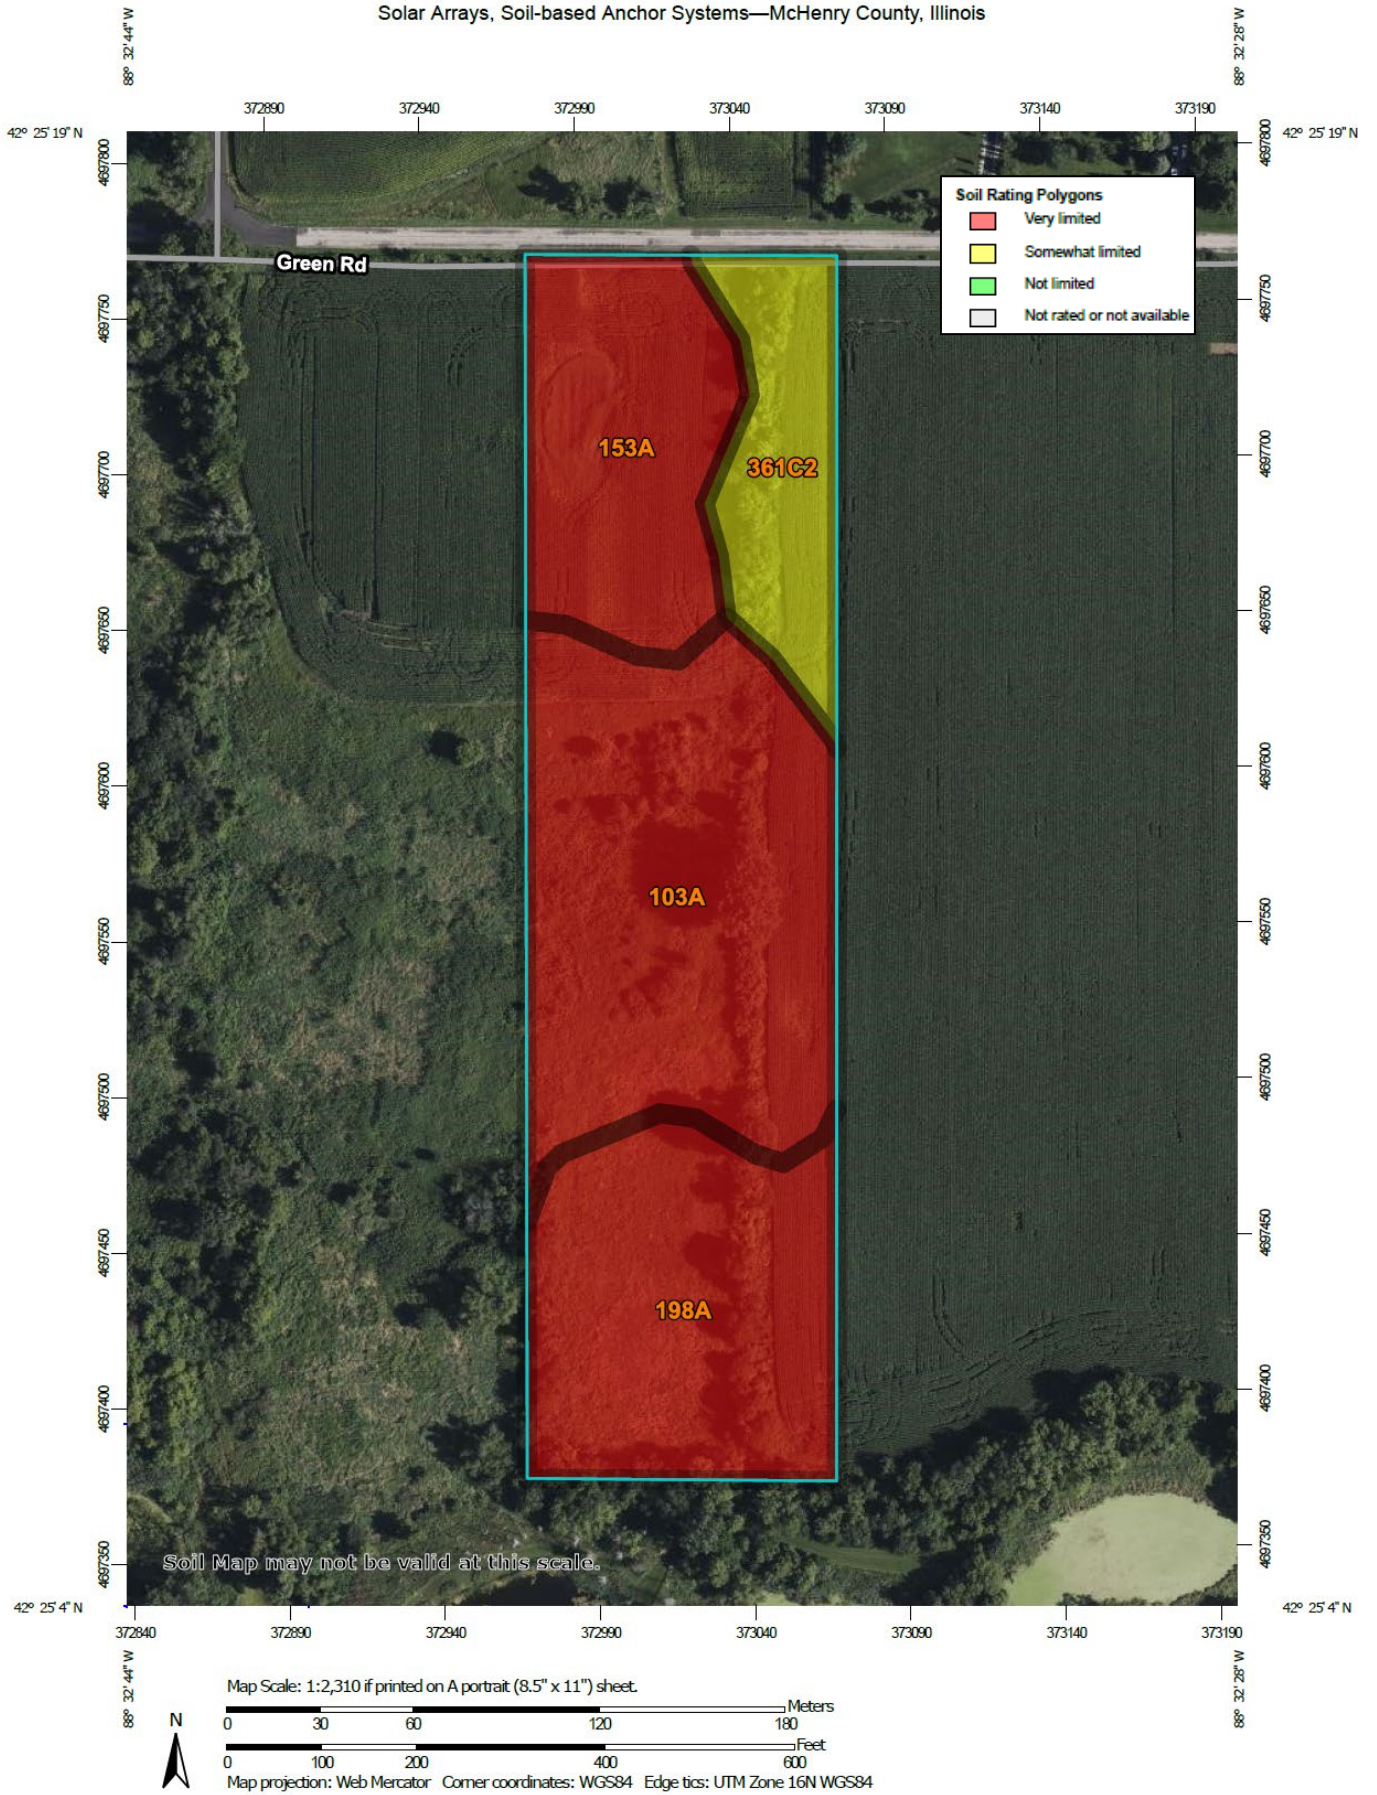 Solar Arrays, Soil-based Anchor Systems—McHenry County, Illinois
88° 32' 44" W
88° 32' 28" W
372890 372940 372990 373040 373090 373140 373190
42° 25' 19" N
42° 25' 19" N
4697800
4697800
Soil Rating Polygons
Very limited
Somewhat limited
Not limited
Not rated or not available
Green Rd
4697750
4697750
153A
361C2
4697700
4697700
4697650
4697650
4697600
4697600
103A
4697550
4697550
4697500
4697500
4697450
4697450
198A
4697400
4697400
4697350
4697350
Soil Map may not be valid at this scale.
42° 25' 4" N
42° 25' 4" N
372840 372890 372940 372990 373040 373090 373140 373190
88° 32' 44" W
88° 32' 28" W
Map Scale: 1:2,310 if printed on A portrait (8.5" x 11") sheet.
Meters
0 30 60 120 180
N
Feet
0 100 200 400 600
Map projection: Web Mercator Corner coordinates: WGS84 Edge tics: UTM Zone 16N WGS84